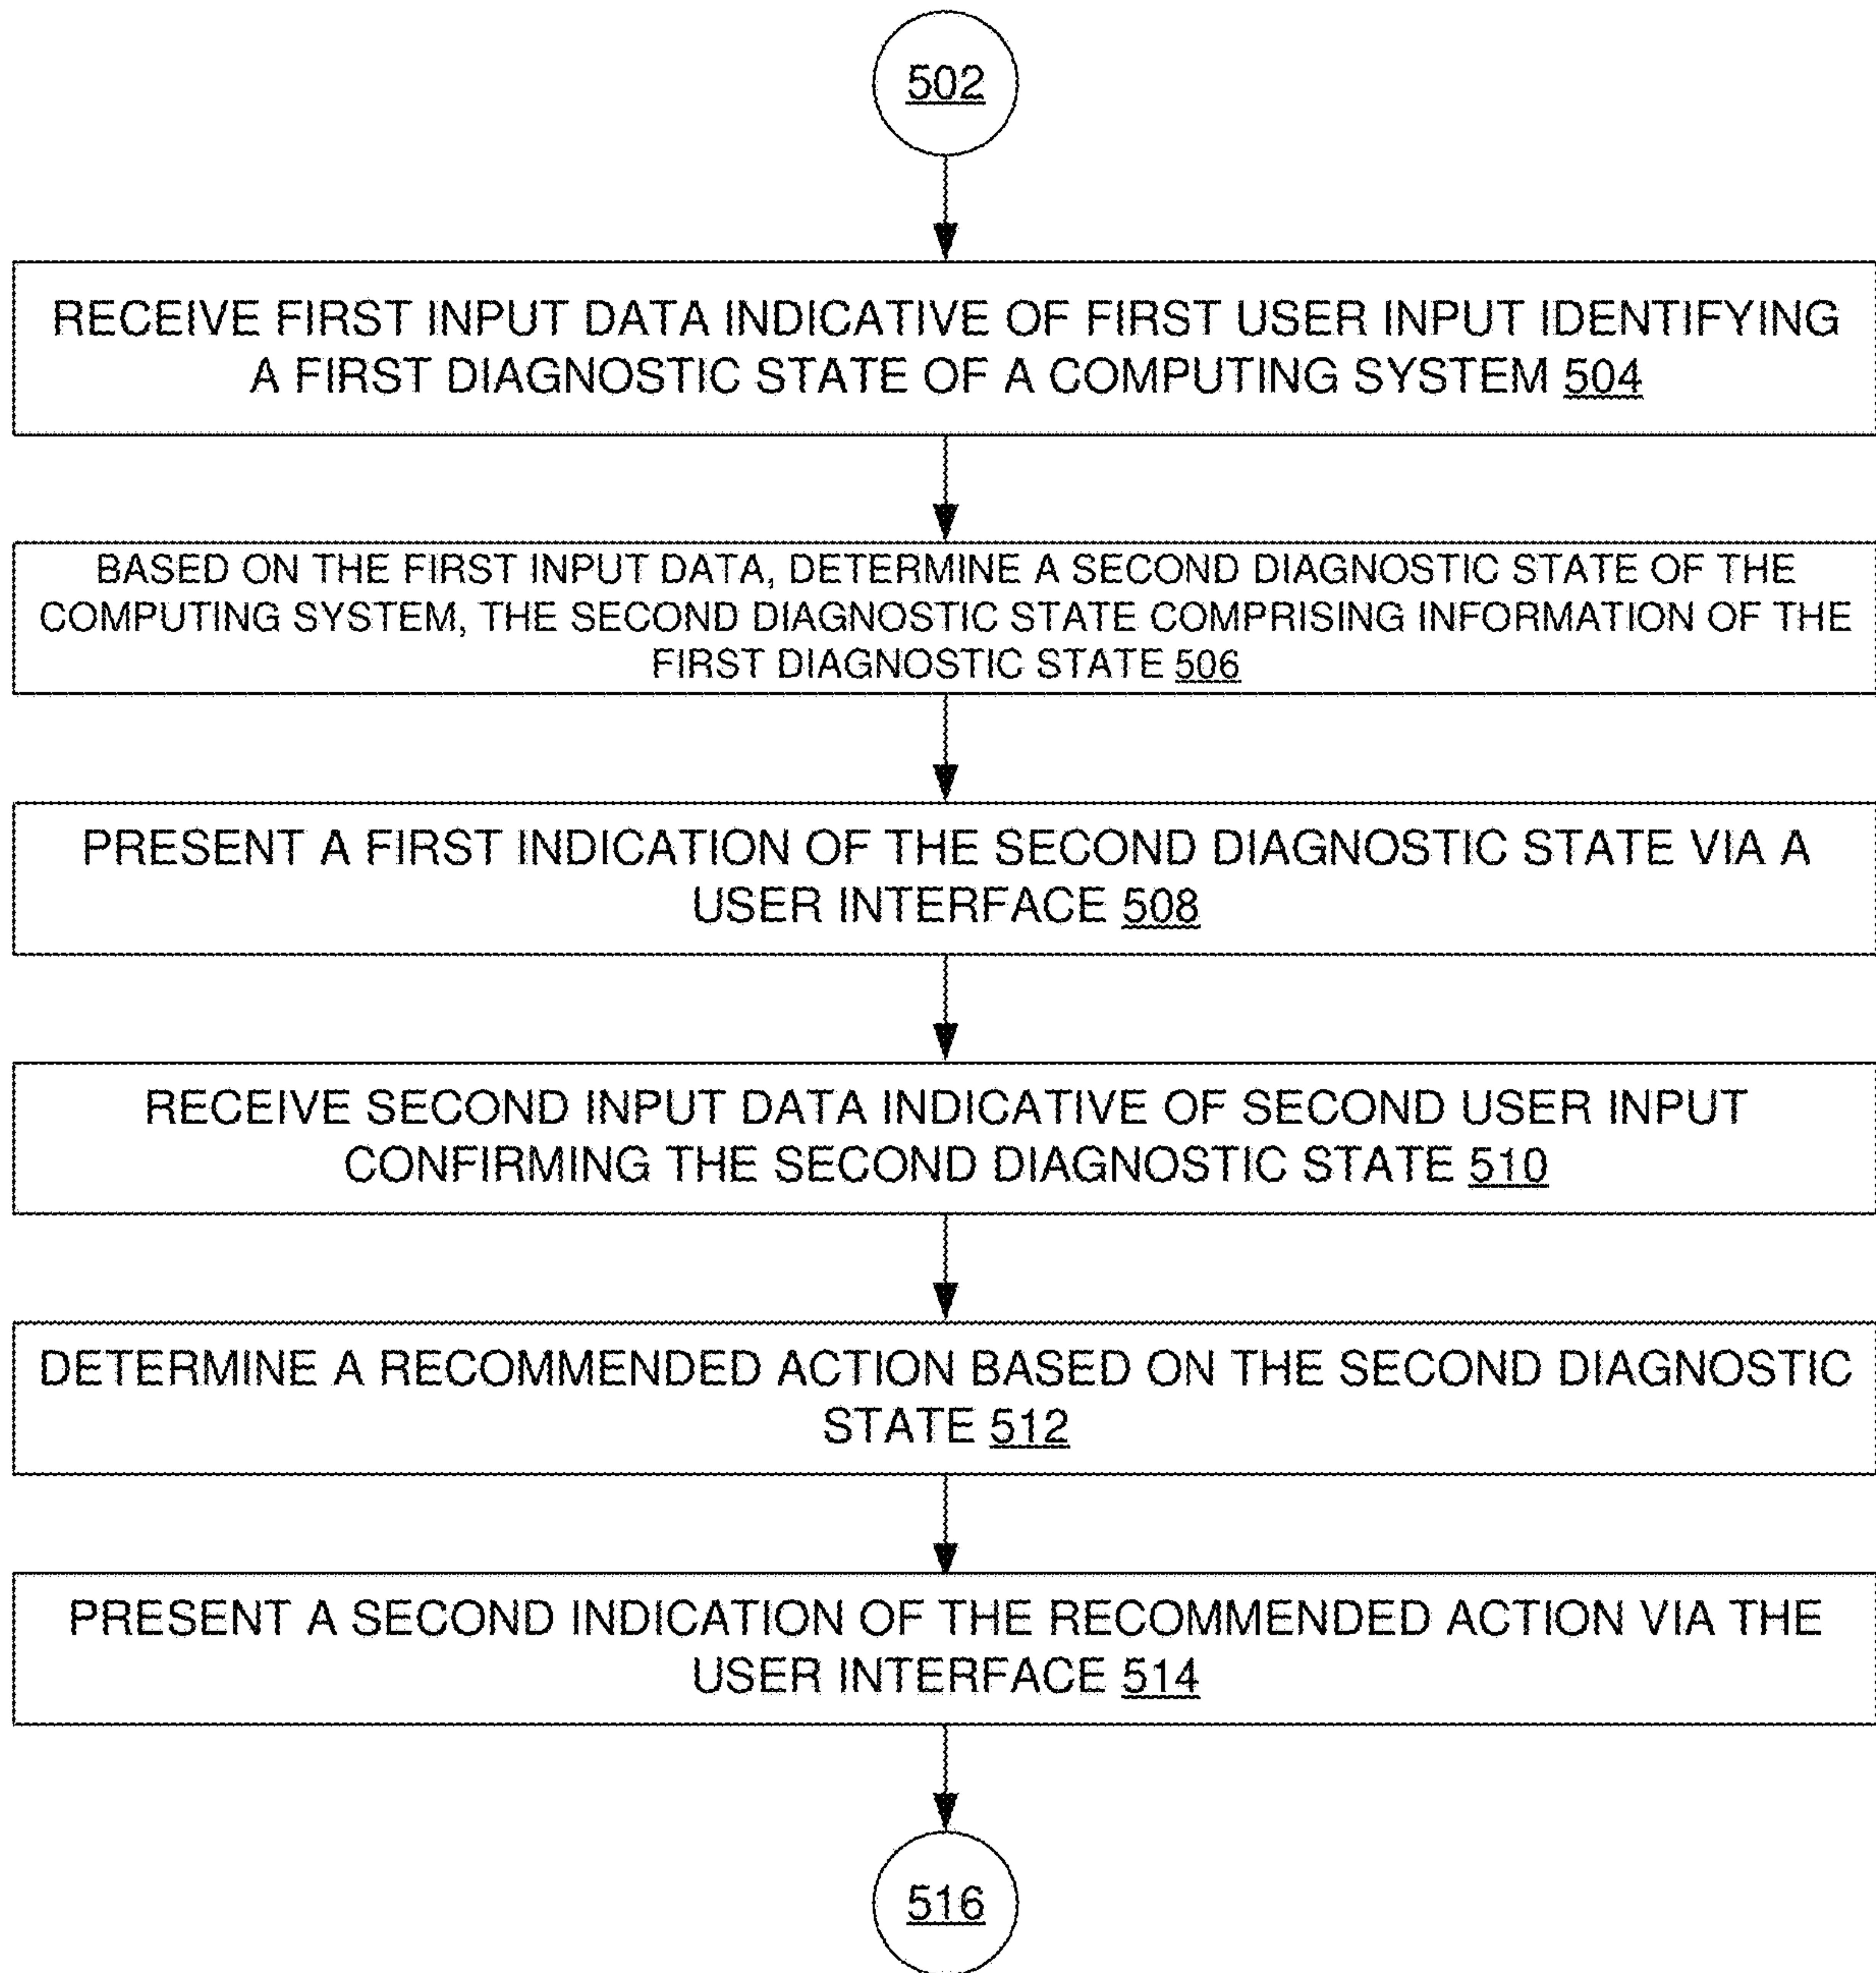 502
RECEIVE FIRST INPUT DATA INDICATIVE OF FIRST USER INPUT IDENTIFYING
A FIRST DIAGNOSTIC STATE OF A COMPUTING SYSTEM 504
BASED ON THE FIRST INPUT DATA, DETERMINE A SECOND DIAGNOSTIC STATE OF THE
COMPUTING SYSTEM, THE SECOND DIAGNOSTIC STATE COMPRISING INFORMATION OF THE
FIRST DIAGNOSTIC STATE 506
PRESENT A FIRST INDICATION OF THE SECOND DIAGNOSTIC STATE VIA A
USER INTERFACE 508
RECEIVE SECOND INPUT DATA INDICATIVE OF SECOND USER INPUT
CONFIRMING THE SECOND DIAGNOSTIC STATE 510
DETERMINE A RECOMMENDED ACTION BASED ON THE SECOND DIAGNOSTIC
STATE 512
PRESENT A SECOND INDICATION OF THE RECOMMENDED ACTION VIA THE
USER INTERFACE 514
516